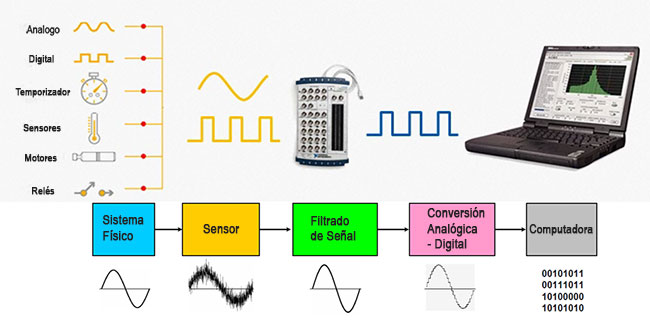 Analogo
Digital
Temporizador
Sensores
Motores
Relés
Sistema
Físico
Sensor
Filtrado
de Señal
Conversión
Analógica
- Digital
Computadora
00101011
00111011
10100000
10101010